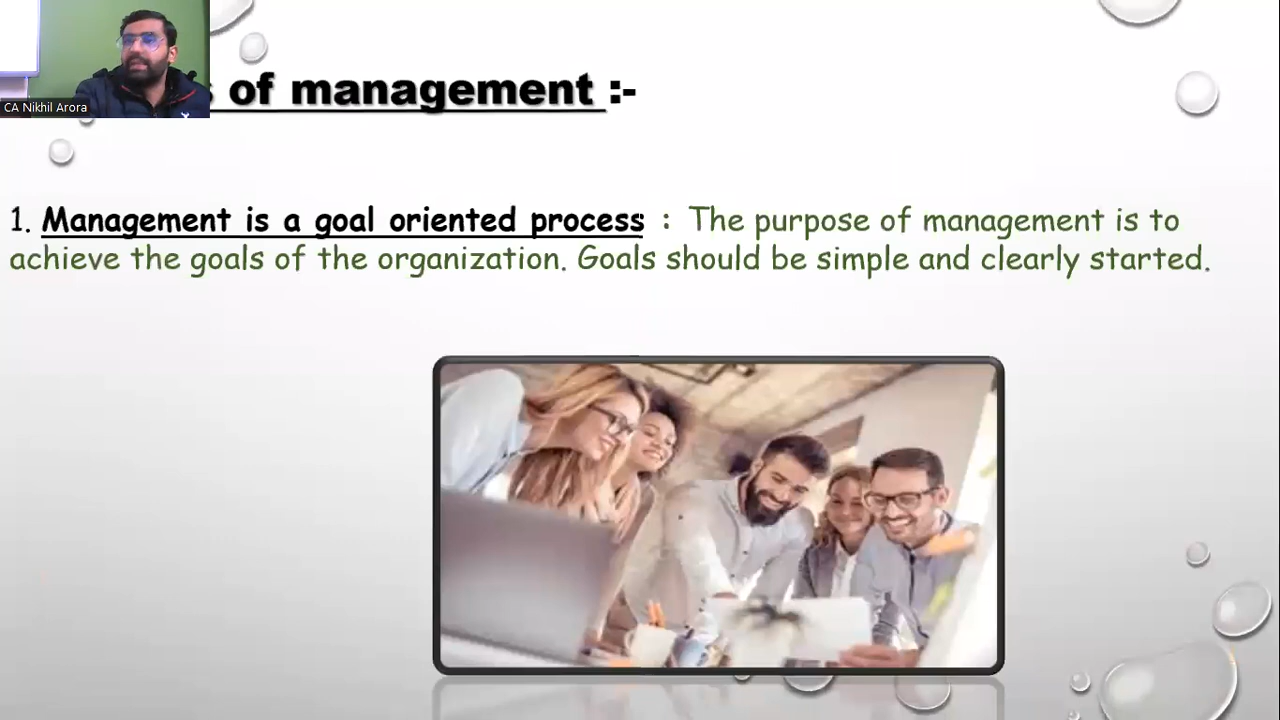 of management :-
CA Nikhil Arora
1. Management is a goal oriented process : The purpose of management is to
achieve the goals of the organization. Goals should be simple and clearly started.